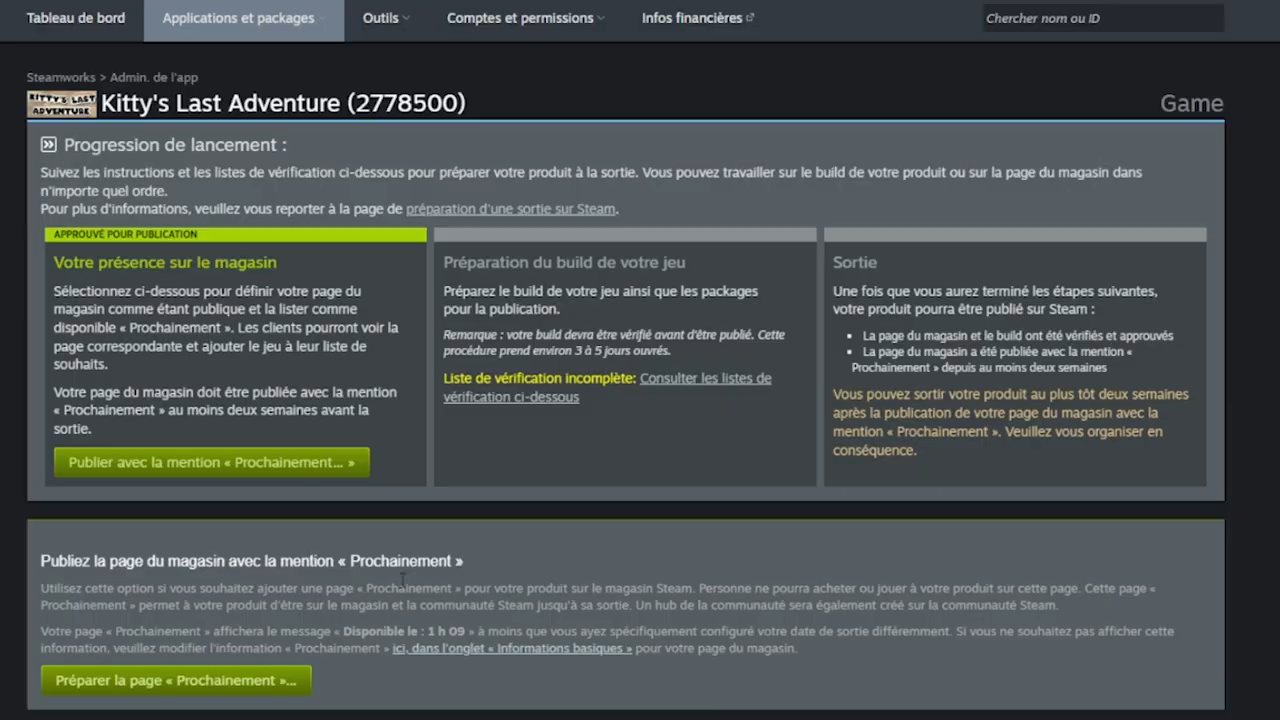 Tableau de bord
Applications et packages
Outils
Comptes et permissions
Infos financières
Chercher nom ou ID
Steamworks > Admin. de l'app
KITTY'S LAST
ADVENTURE
Kitty's Last Adventure (2778500)
Game
Progression de lancement :
Suivez les instructions et les listes de vérification ci-dessous pour préparer votre produit à la sortie. Vous pouvez travailler sur le build de votre produit ou sur la page du magasin dans
n'importe quel ordre.
Pour plus d'informations, veuillez vous reporter à la page de préparation d'une sortie sur Steam.
APPROUVÉ POUR PUBLICATION
Votre présence sur le magasin
Sélectionnez ci-dessous pour définir votre page du
magasin comme étant publique et la lister comme
disponible « Prochainement ». Les clients pourront voir la
page correspondante et ajouter le jeu à leur liste de
souhaits.
Votre page du magasin doit être publiée avec la mention
« Prochainement » au moins deux semaines avant la
sortie.
Publier avec la mention « Prochainement... »
Préparation du build de votre jeu
Préparez le build de votre jeu ainsi que les packages
pour la publication.
Remarque : votre build devra être vérifié avant d'être publié. Cette
procédure prend environ 3 à 5 jours ouvrés.
Liste de vérification incomplète: Consulter les listes de
vérification ci-dessous
Sortie
Une fois que vous aurez terminé les étapes suivantes,
votre produit pourra être publié sur Steam :
• La page du magasin et le build ont été vérifiés et approuvés
• La page du magasin a été publiée avec la mention «
Prochainement » depuis au moins deux semaines
Vous pouvez sortir votre produit au plus tôt deux semaines
après la publication de votre page du magasin avec la
mention « Prochainement ». Veuillez vous organiser en
conséquence.
Publiez la page du magasin avec la mention « Prochainement »
Utilisez cette option si vous souhaitez ajouter une page « Prochainement » pour votre produit sur le magasin Steam. Personne ne pourra acheter ou jouer à votre produit sur cette page. Cette page «
Prochainement » permet à votre produit d'être sur le magasin et la communauté Steam jusqu'à sa sortie. Un hub de la communauté sera également créé sur la communauté Steam.
Votre page « Prochainement » affichera le message « Disponible le : 1 h 09 » à moins que vous ayez spécifiquement configuré votre date de sortie différemment. Si vous ne souhaitez pas afficher cette
information, veuillez modifier l'information « Prochainement » ici, dans l'onglet « Informations basiques » pour votre page du magasin.
Préparer la page « Prochainement »...